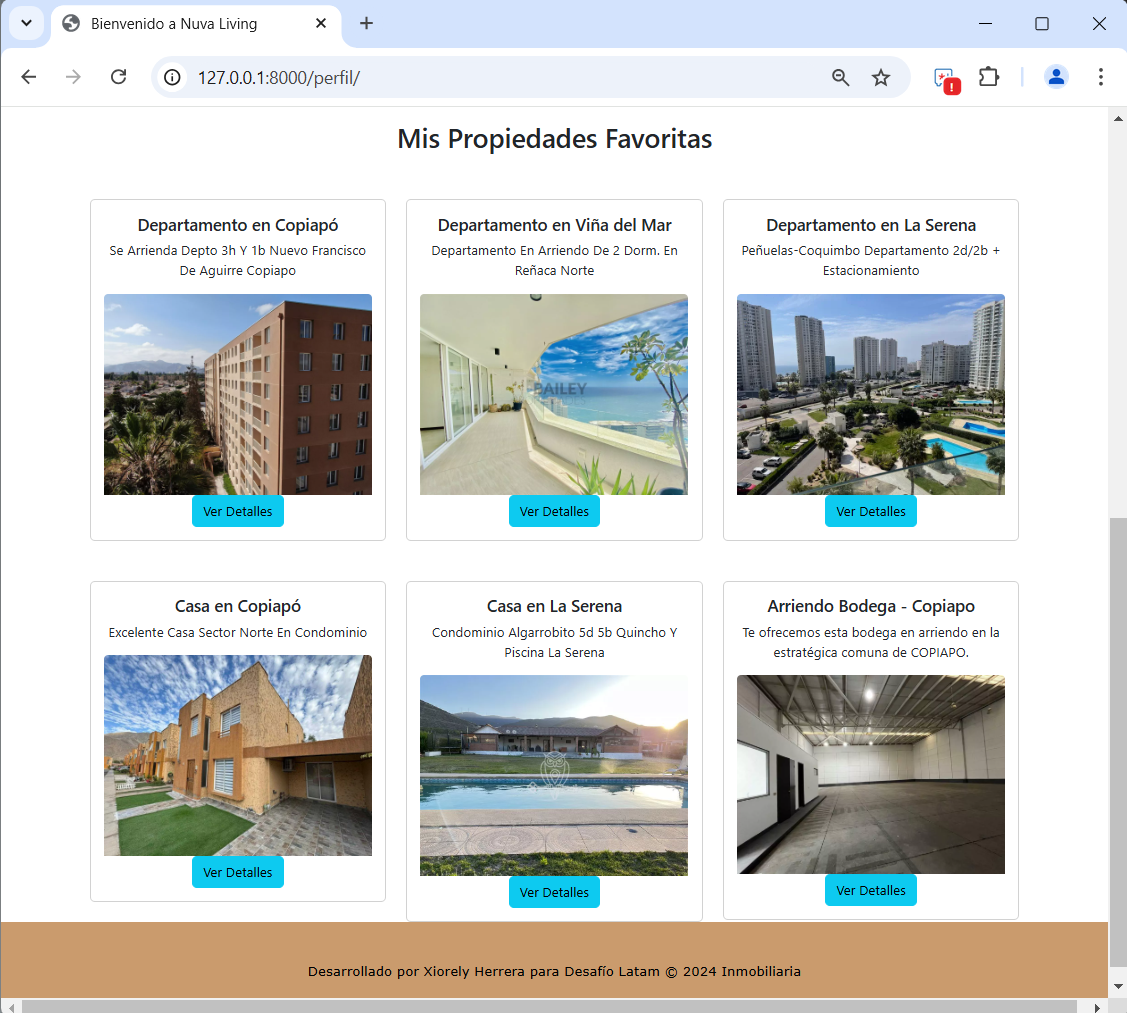 Bienvenido a Nuva Living
127.0.0.1:8000/perfil/
Mis Propiedades Favoritas
Departamento en Copiapó
Se Arrienda Depto 3h Y 1b Nuevo Francisco
De Aguirre Copiapo
Ver Detalles
Departamento en Viña del Mar
Departamento En Arriendo De 2 Dorm. En
Reñaca Norte
BAILEY
Ver Detalles
Departamento en La Serena
Peñuelas-Coquimbo Departamento 2d/2b +
Estacionamiento
Ver Detalles
Casa en Copiapó
Excelente Casa Sector Norte En Condominio
Ver Detalles
Casa en La Serena
Condominio Algarrobito 5d 5b Quincho Y
Piscina La Serena
Ver Detalles
Arriendo Bodega - Copiapo
Te ofrecemos esta bodega en arriendo en la
estratégica comuna de COPIAPO.
Ver Detalles
Desarrollado por Xiorely Herrera para Desafío Latam © 2024 Inmobiliaria